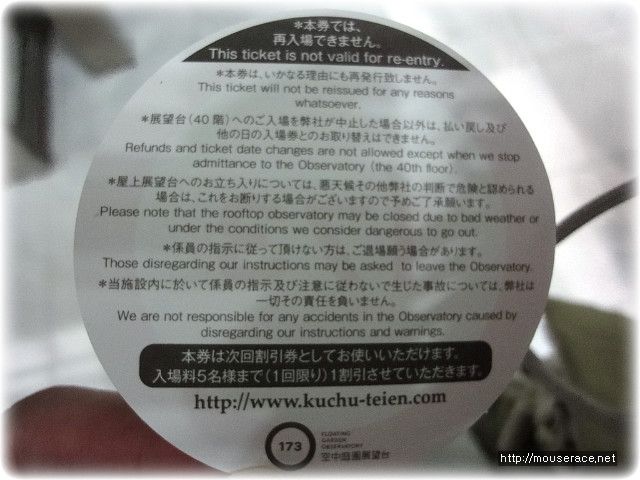 ＊本券では、
再入場できません。
This ticket is not valid for re-entry.
＊本券は、いかなる理由にも再発行致しません。
This ticket will not be reissued for any reasons
whatsoever.
＊展望台（40階）へのご入場を弊社が中止した場合以外は、払い戻し及び
他の日の入場券とのお取り替えはできません。
Refunds and ticket date changes are not allowed except when we stop
admittance to the Observatory (the 40th floor).
＊屋上展望台へのお立ち入りについては、悪天候その他弊社の判断で危険と認められる
場合は、これをお断りする場合がございますので予めご了承願います。
Please note that the rooftop observatory may be closed due to bad weather or
under the conditions we consider dangerous to go out.
＊係員の指示に従って頂けない方は、ご退場願う場合があります。
Those disregarding our instructions may be asked to leave the Observatory.
＊当施設内に於いて係員の指示及び注意に従わないで生じた事故については、弊社は
一切その責任を負いません。
We are not responsible for any accidents in the Observatory caused by
disregarding our instructions and warnings.
本券は次回割引券としてお使いいただけます。
入場料5名様まで（1回限り）1割引させていただきます。
http://www.kuchu-teien.com
173
FLOATING
GARDEN
OBSERVATORY
空中庭園展望台
http://mouserace.net